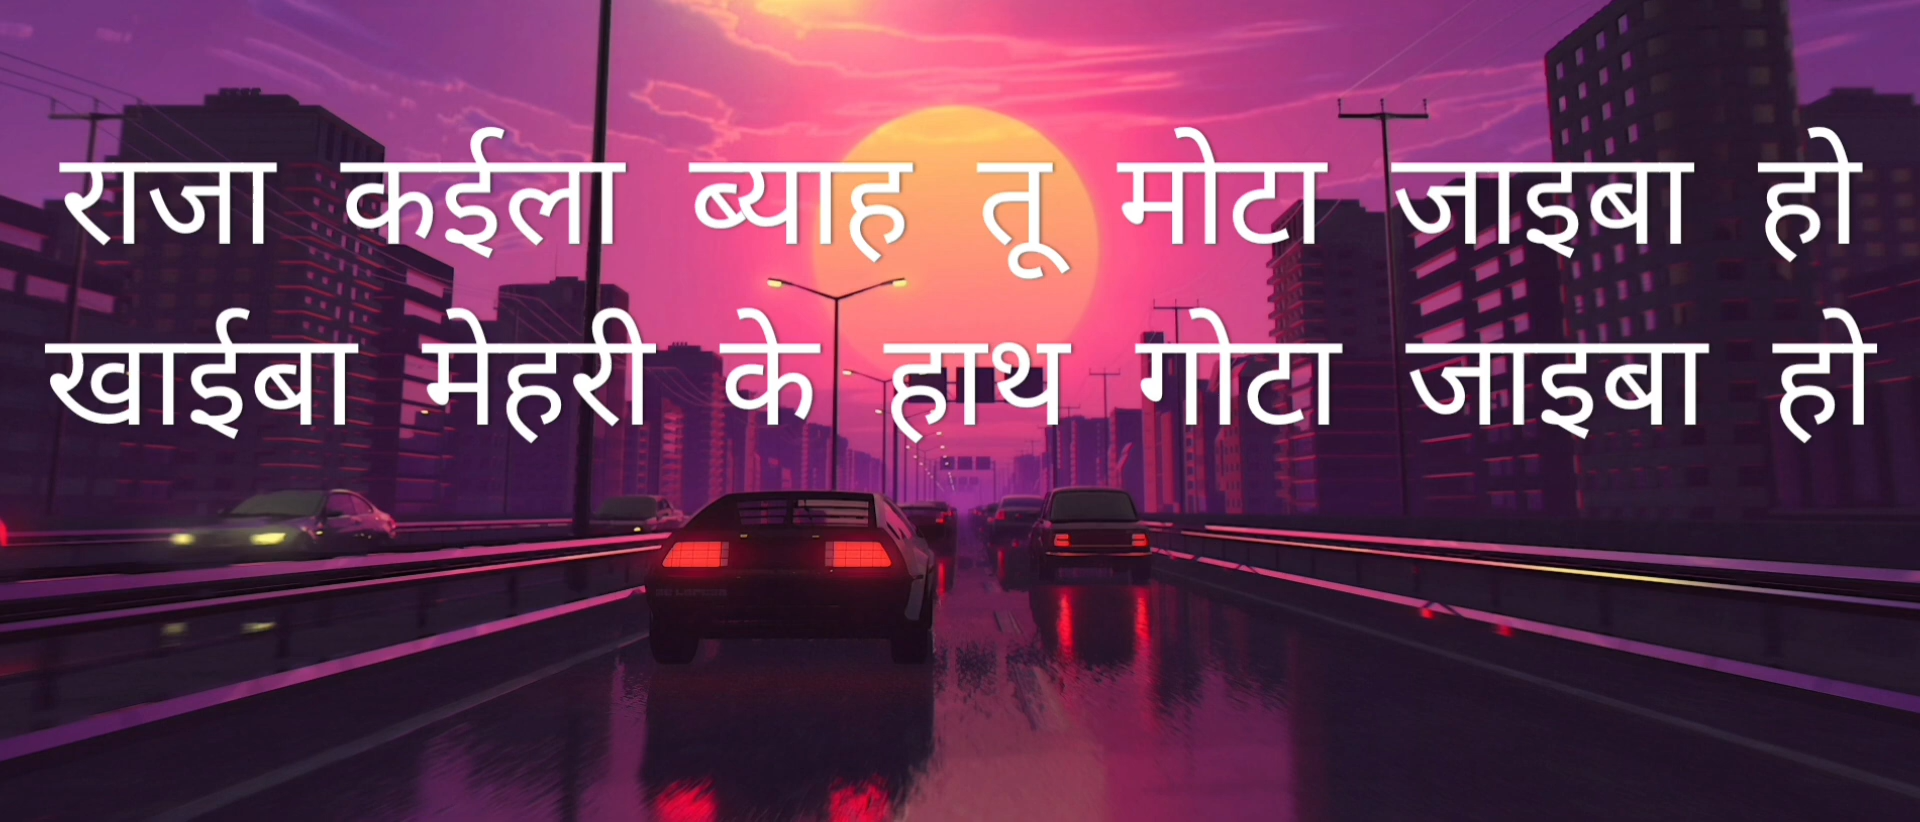 राजा कईला ब्याह तू मोटा जाइबा हो
खाईबा मेहरी के हाथ गोटा जाइबा हो